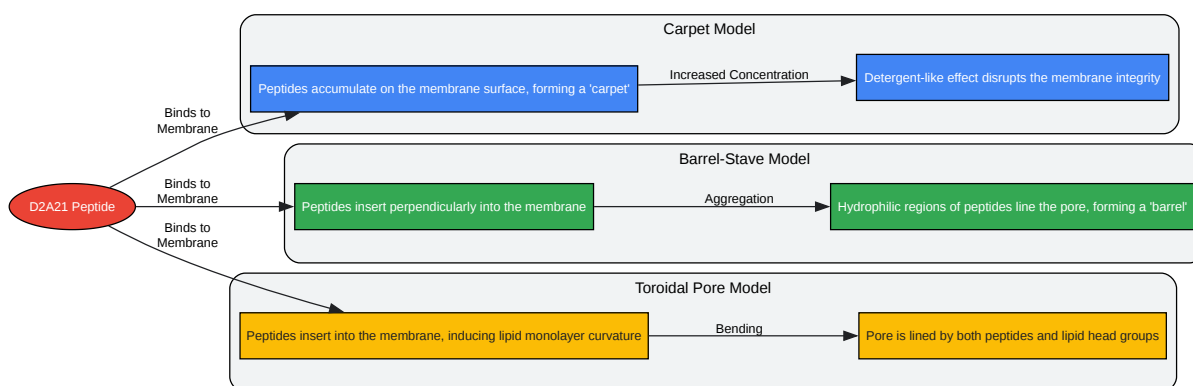 Carpet Model
Peptides accumulate on the membrane surface, forming a 'carpet'
Increased Concentration
Detergent-like effect disrupts the membrane integrity
Binds to
Membrane
Barrel-Stave Model
D2A21 Peptide
Binds to
Membrane
Peptides insert perpendicularly into the membrane
Aggregation
Hydrophilic regions of peptides line the pore, forming a 'barrel'
Binds to
Membrane
Toroidal Pore Model
Peptides insert into the membrane, inducing lipid monolayer curvature
Bending
Pore is lined by both peptides and lipid head groups